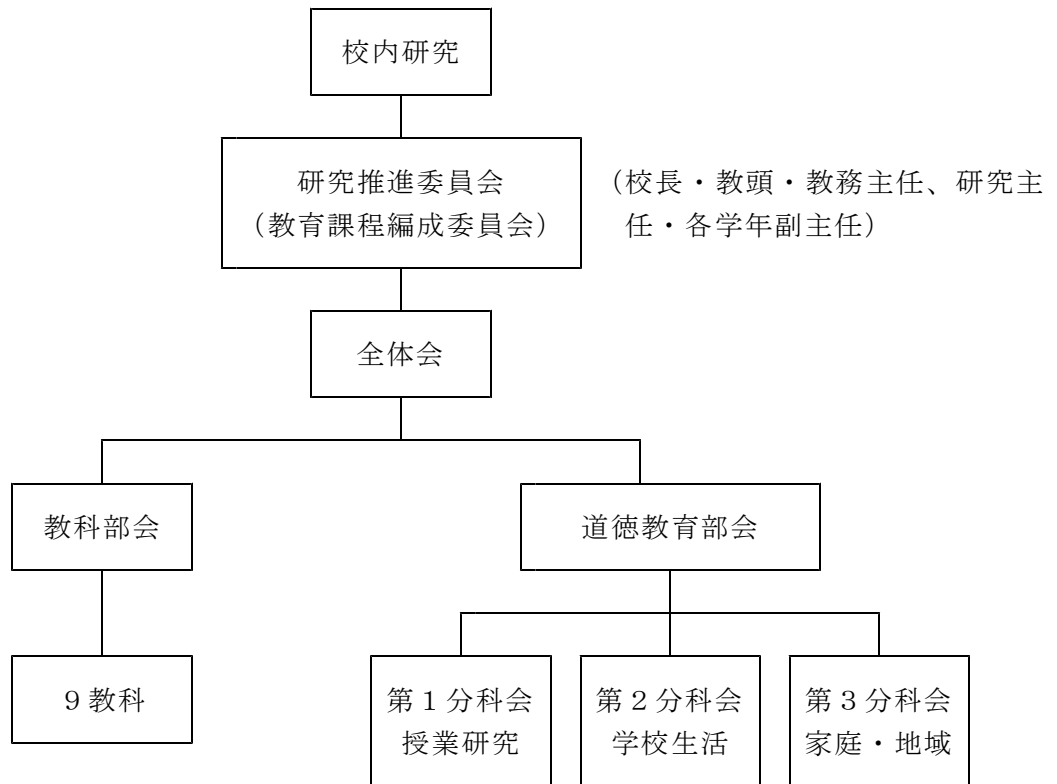 校内研究
研究推進委員会
（教育課程編成委員会）
（校長・教頭・教務主任、研究主
任・各学年副主任）
全体会
教科部会
道徳教育部会
９教科
第１分科会
授業研究
第２分科会
学校生活
第３分科会
家庭・地域